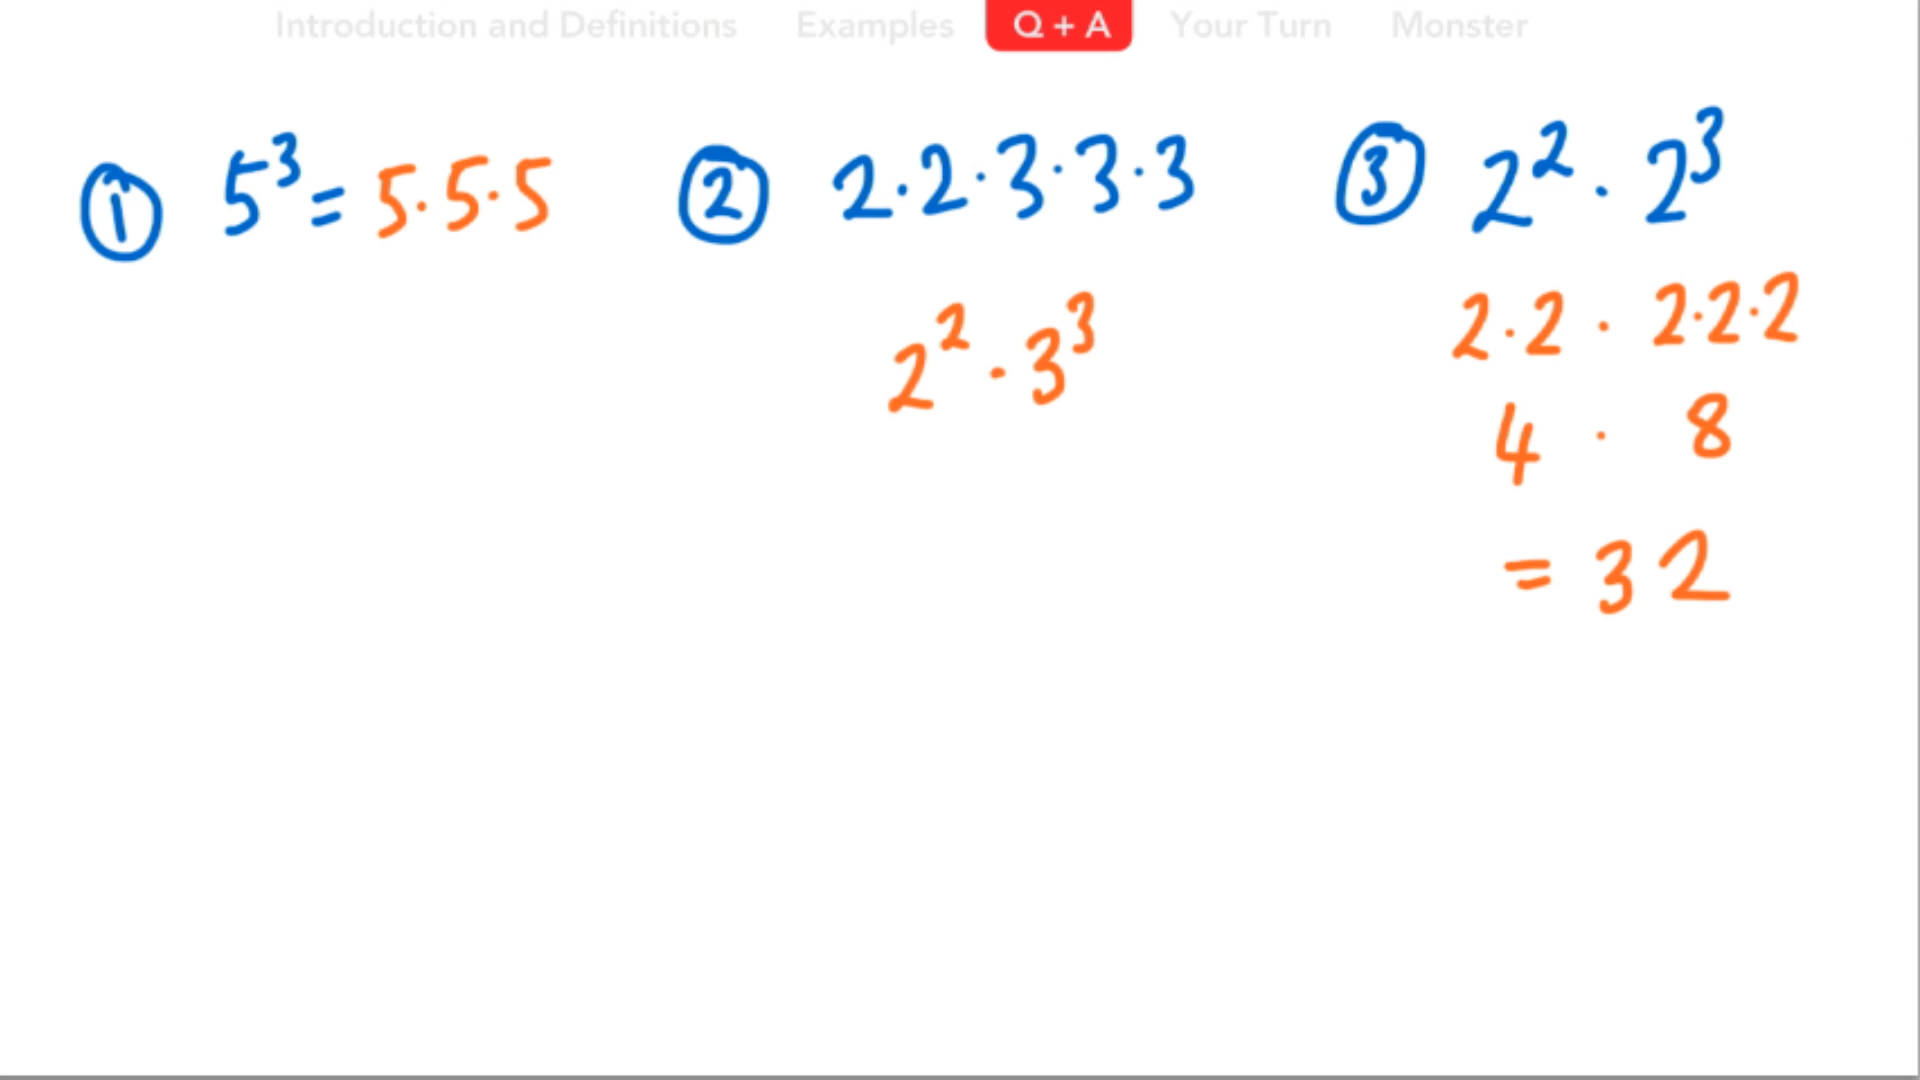 Introduction and Definitions Examples Q + A Your Turn Monster
① 5³ = 5·5·5
② 2·2·3·3·3
2² · 3³
③ 2² · 2³
2·2 · 2·2·2
4 · 8
= 32